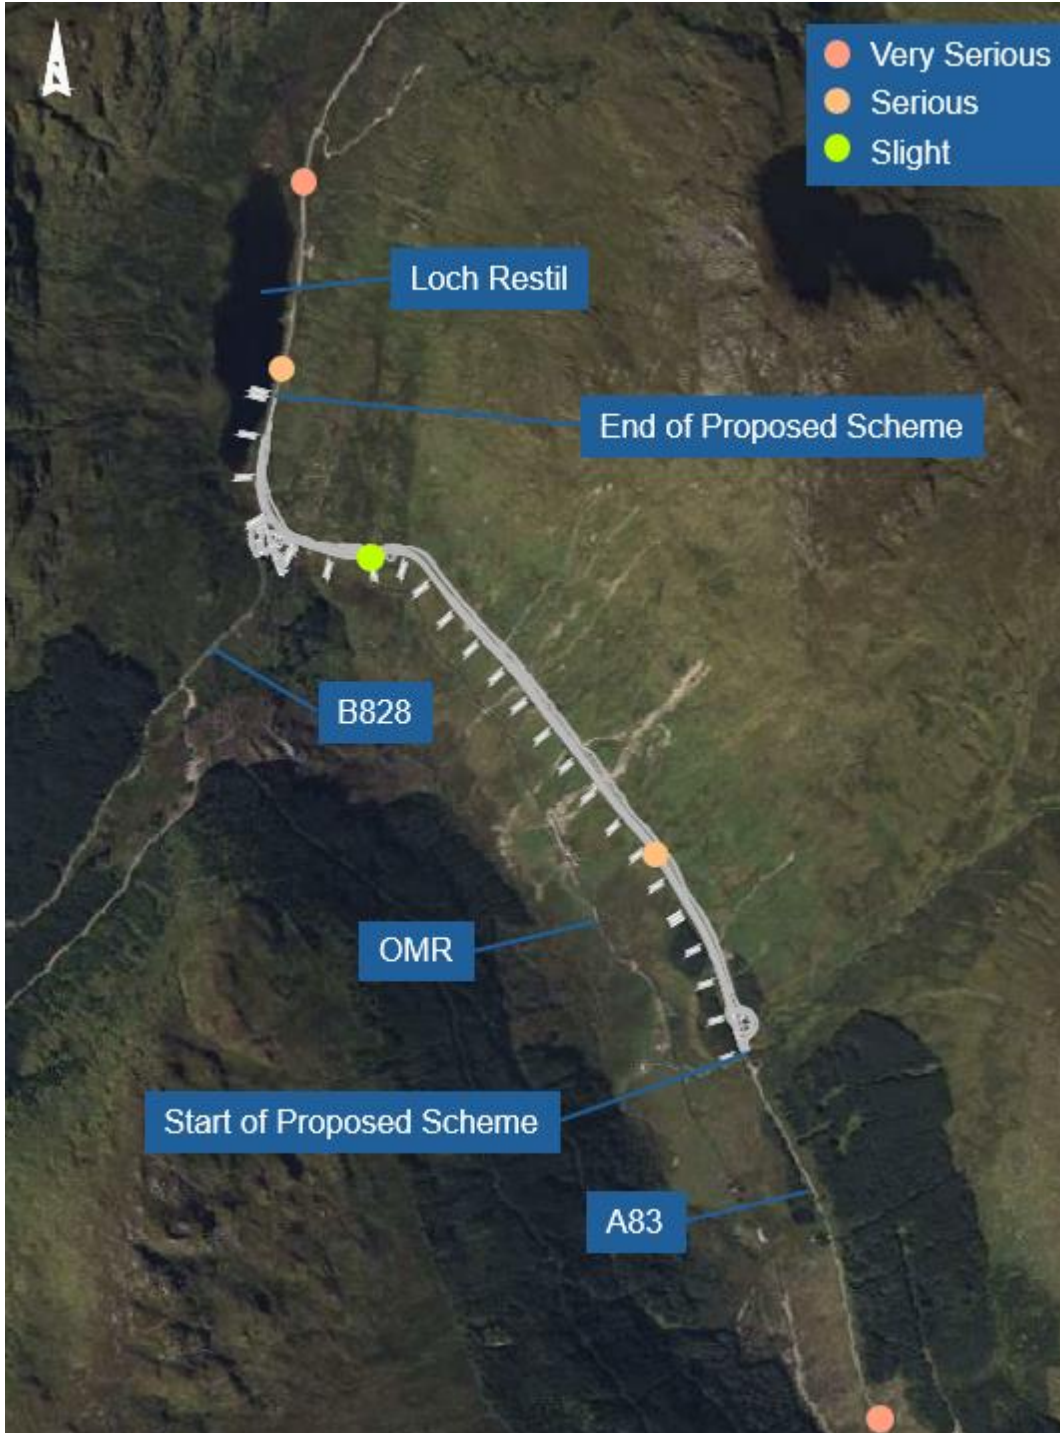 Very Serious
Serious
Slight
Loch Restil
End of Proposed Scheme
B828
OMR
Start of Proposed Scheme
A83